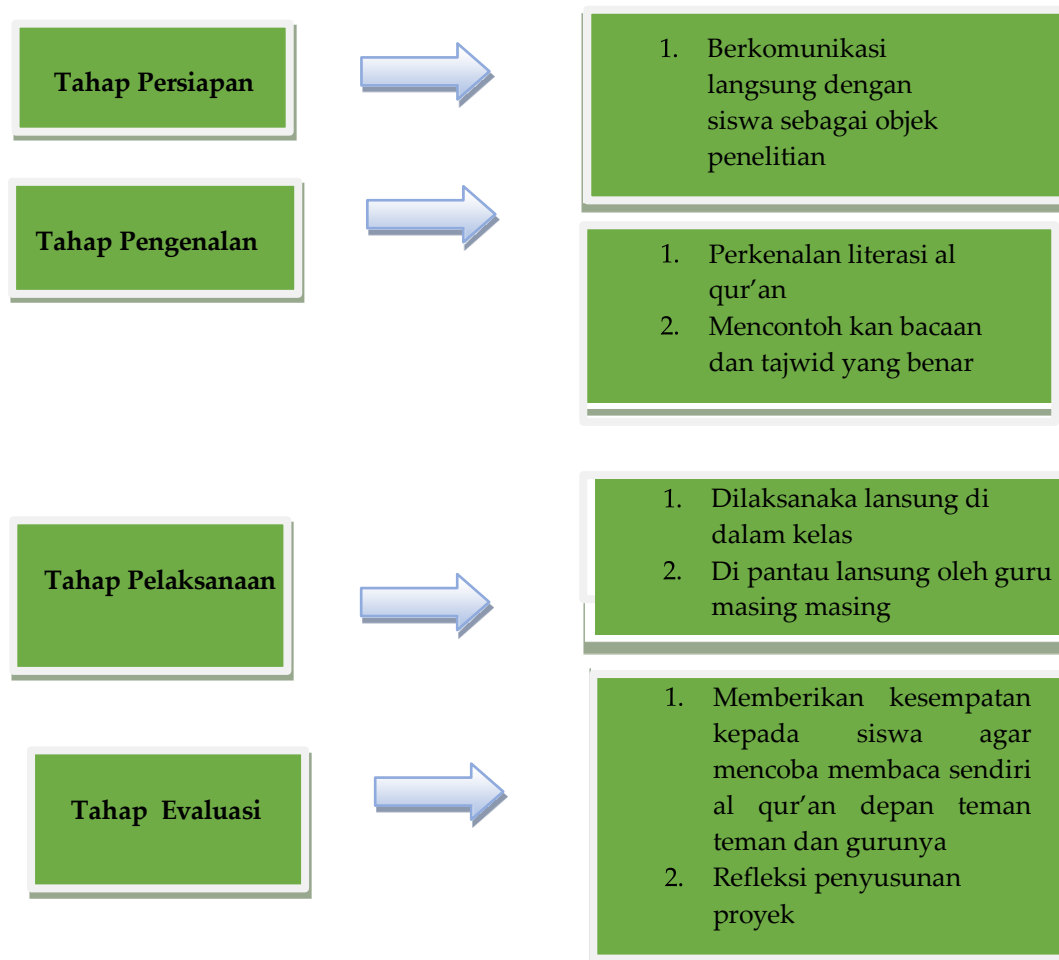 Tahap Persiapan
1. Berkomunikasi
langsung dengan
siswa sebagai objek
penelitian
Tahap Pengenalan
1. Perkenalan literasi al
qur’an
2. Mencontoh kan bacaan
dan tajwid yang benar
Tahap Pelaksanaan
1. Dilaksanaka lansung di
dalam kelas
2. Di pantau lansung oleh guru
masing masing
Tahap Evaluasi
1. Memberikan kesempatan
kepada siswa agar
mencoba membaca sendiri
al qur’an depan teman
teman dan gurunya
2. Refleksi penyusunan
proyek